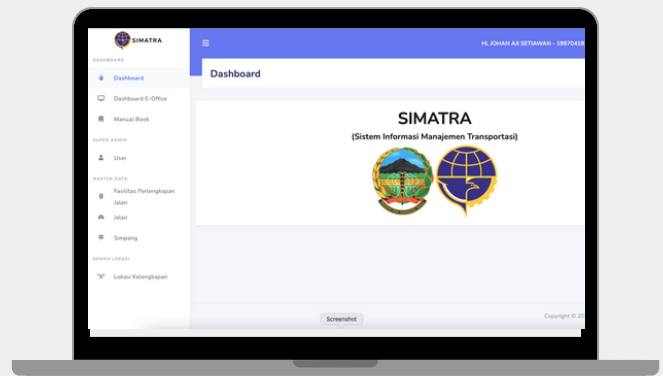 SIMATRA
HI, JOHAN AJI SETIAWAN - 19970418
DASHBOARD
Dashboard
Dashboard
Dashboard E-Office
Manual Book
SUPER ADMIN
User
MASTER DATA
Fasilitas Perlengkapan
Jalan
Jalan
Simpang
DENAH LOKASI
Lokasi Kelengkapan
SIMATRA
(Sistem Informasi Manajemen Transportasi)
Screenshot
Copyright © 20